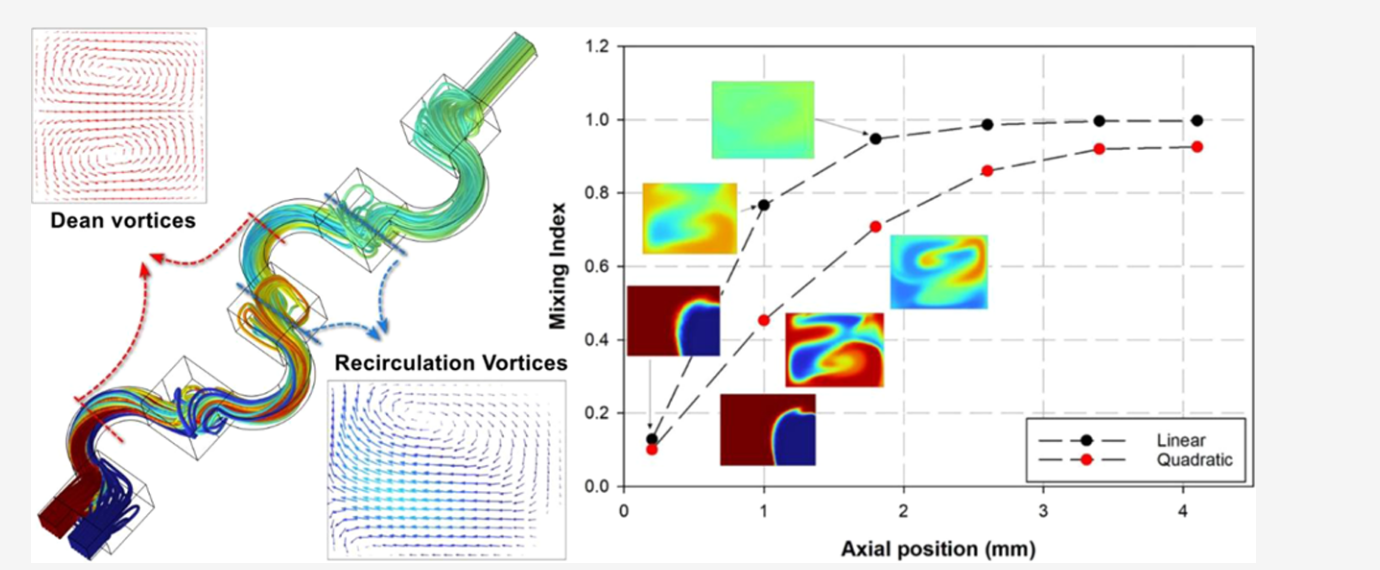 Dean vortices
Recirculation Vortices
Mixing Index
1.2
1.0
0.8
0.6
0.4
0.2
0.0
0
1
2
3
4
Axial position (mm)
Linear
Quadratic